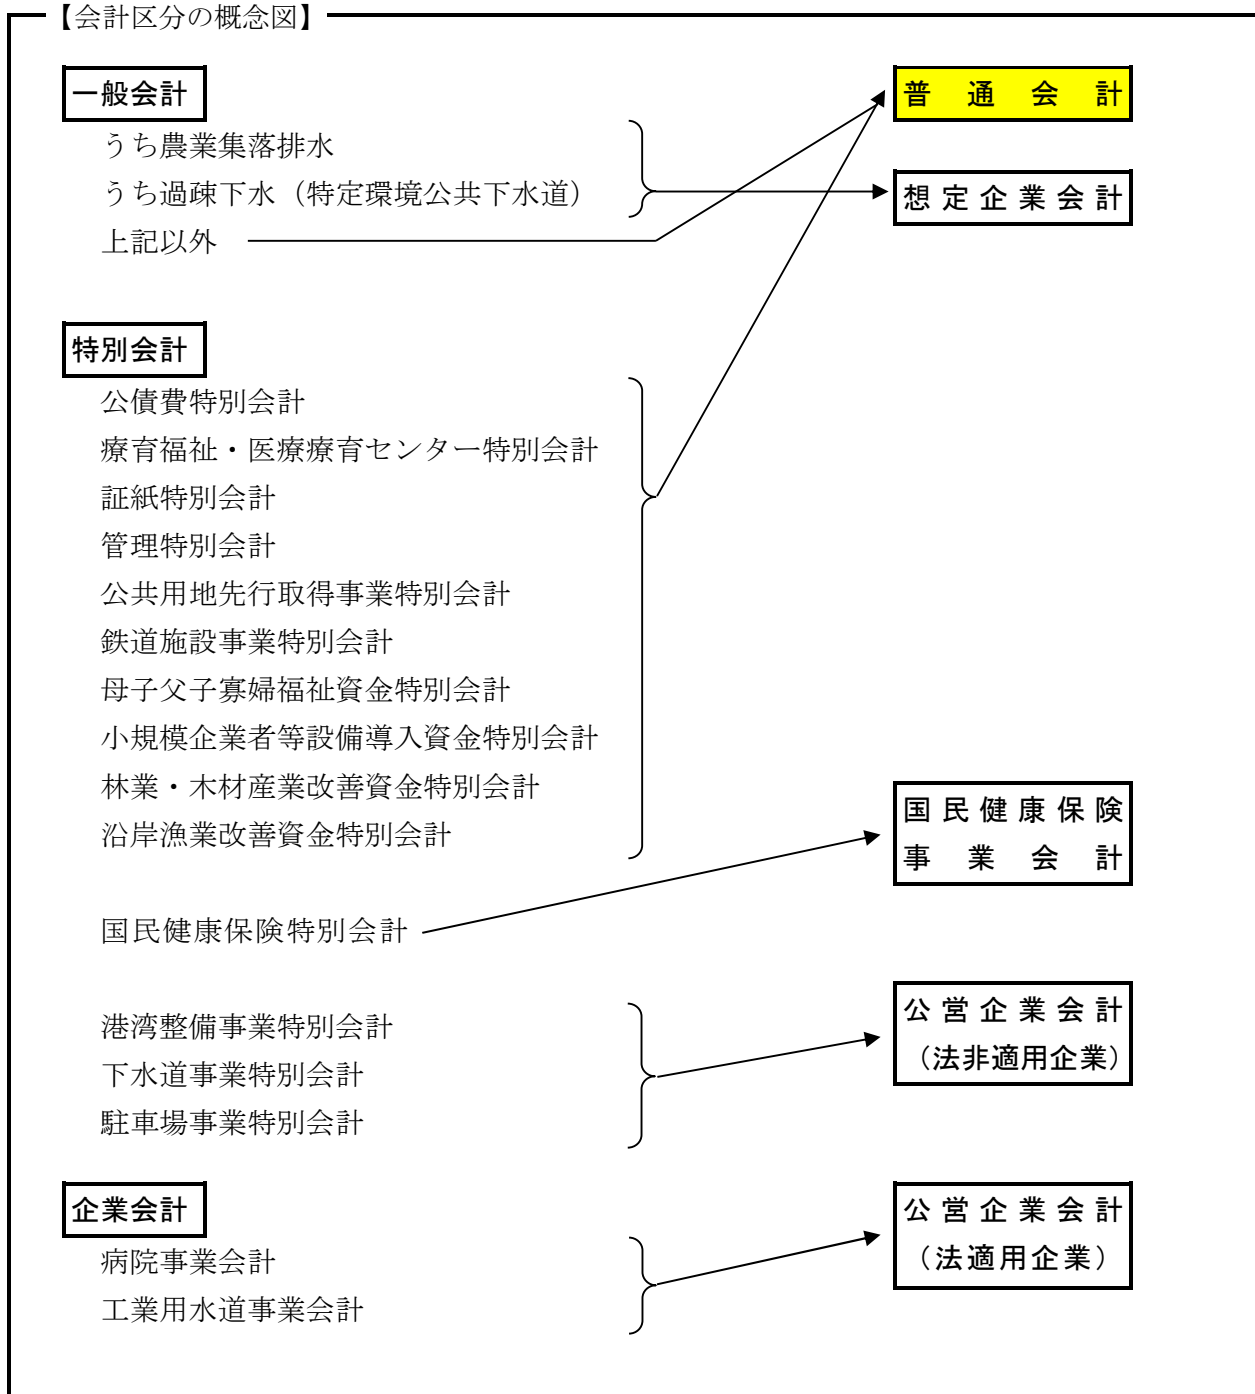 【会計区分の概念図】
一般会計
普通会計
うち農業集落排水
うち過疎下水（特定環境公共下水道）
想定企業会計
上記以外
特別会計
公債費特別会計
療育福祉・医療療育センター特別会計
証紙特別会計
管理特別会計
公共用地先行取得事業特別会計
鉄道施設事業特別会計
母子父子寡婦福祉資金特別会計
小規模企業者等設備導入資金特別会計
林業・木材産業改善資金特別会計
沿岸漁業改善資金特別会計
国民健康保険
事業会計
国民健康保険特別会計
港湾整備事業特別会計
下水道事業特別会計
駐車場事業特別会計
公営企業会計
（法非適用企業）
企業会計
病院事業会計
工業用水道事業会計
公営企業会計
（法適用企業）